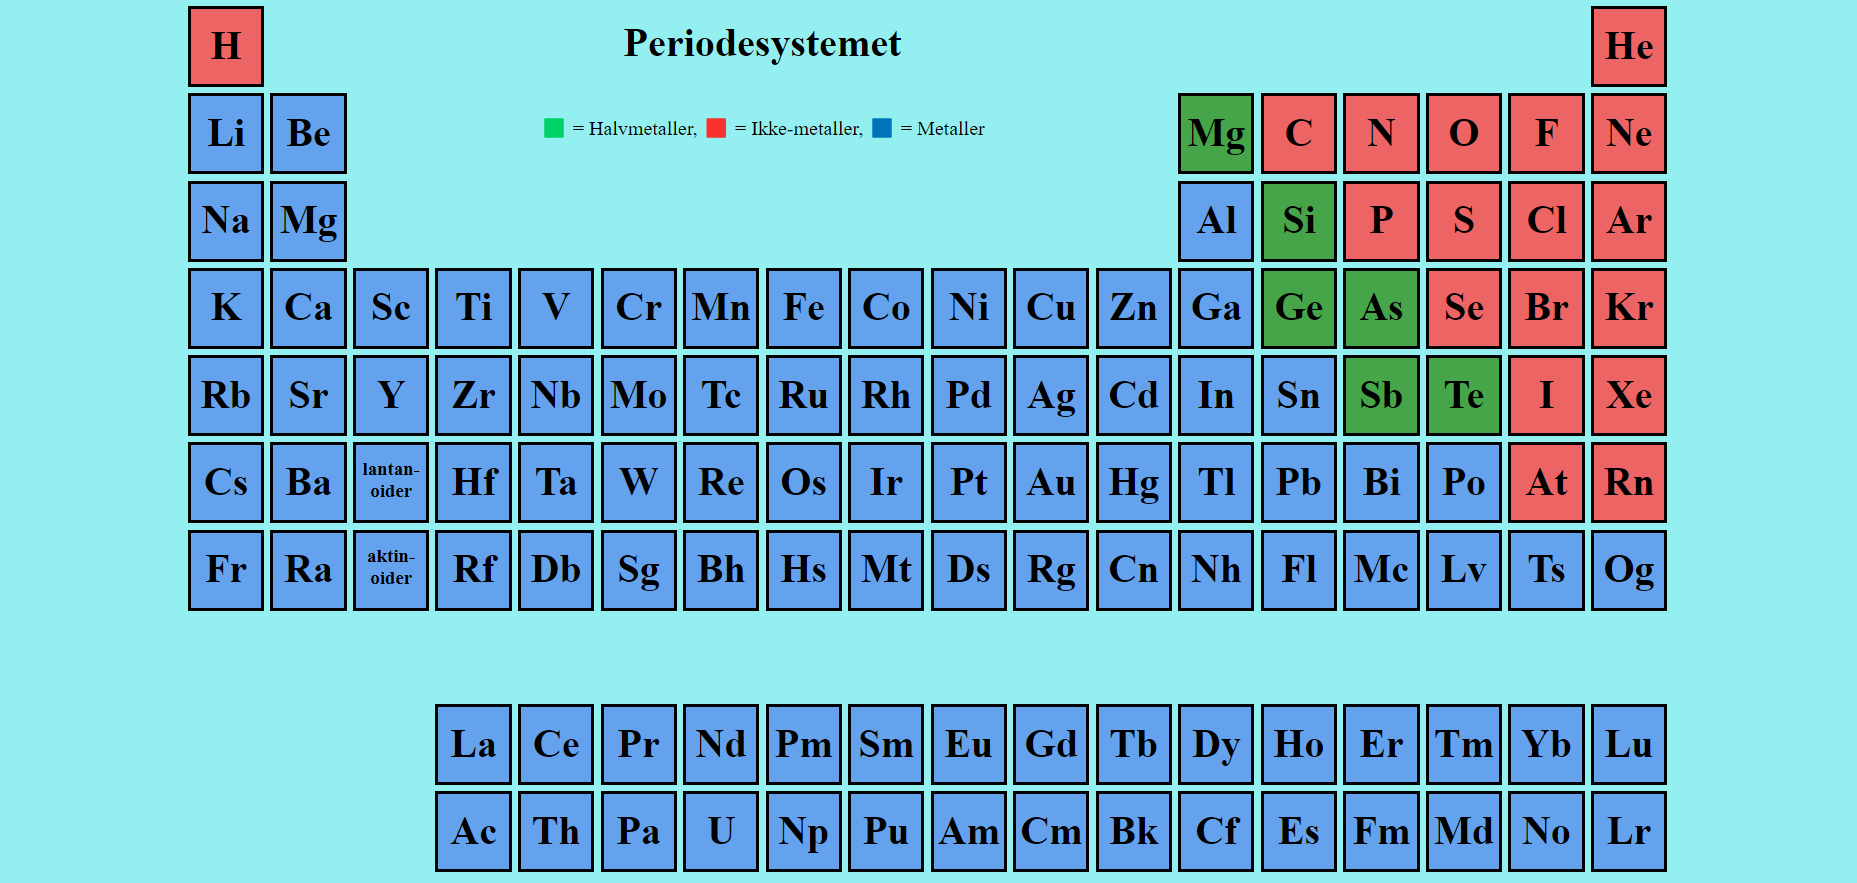 H Periodesystemet He
Li Be = Halvmetaller, = Ikke-metaller, = Metaller Mg C N O F Ne
Na Mg Al Si P S Cl Ar
K Ca Sc Ti V Cr Mn Fe Co Ni Cu Zn Ga Ge As Se Br Kr
Rb Sr Y Zr Nb Mo Tc Ru Rh Pd Ag Cd In Sn Sb Te I Xe
Cs Ba lantan-oider Hf Ta W Re Os Ir Pt Au Hg Tl Pb Bi Po At Rn
Fr Ra aktin-oider Rf Db Sg Bh Hs Mt Ds Rg Cn Nh Fl Mc Lv Ts Og
La Ce Pr Nd Pm Sm Eu Gd Tb Dy Ho Er Tm Yb Lu
Ac Th Pa U Np Pu Am Cm Bk Cf Es Fm Md No Lr